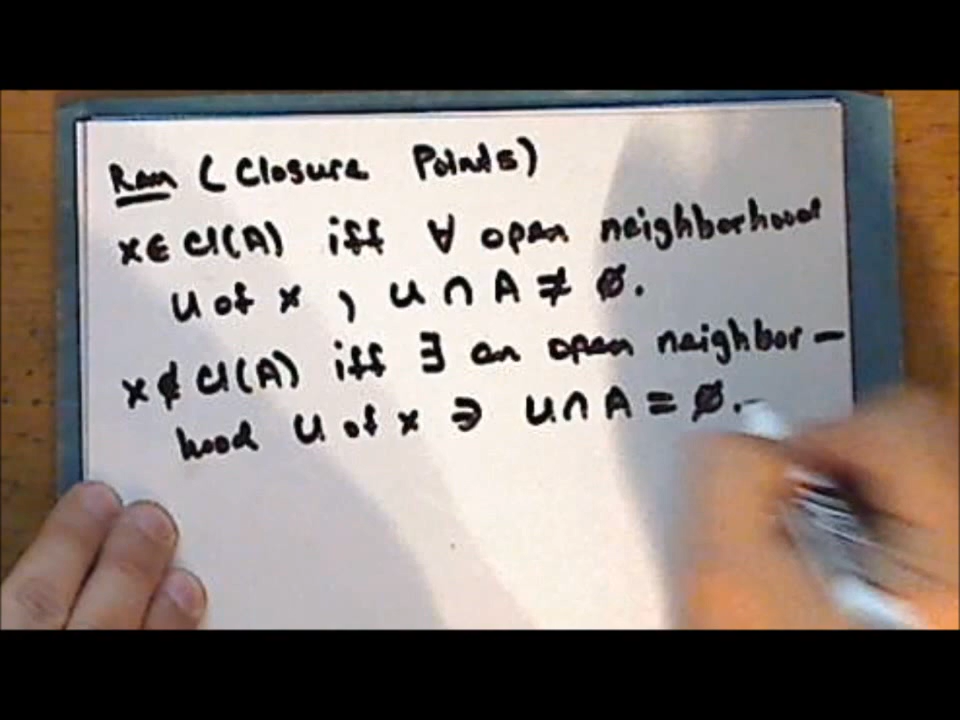 Rem (Closure Points)
x ∈ Cl(A) iff ∀ open neighborhood
U of x , U ∩ A ≠ ∅.
x ∉ Cl(A) iff ∃ an open neighbor-
hood U of x ∋ U ∩ A = ∅.